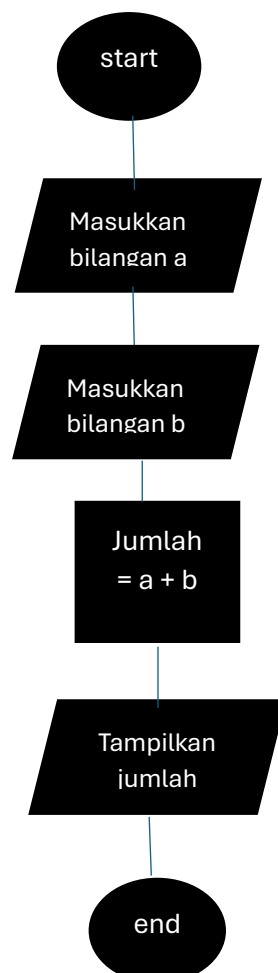 start
Masukkan
bilangan a
Masukkan
bilangan b
Jumlah
= a + b
Tampilkan
jumlah
end